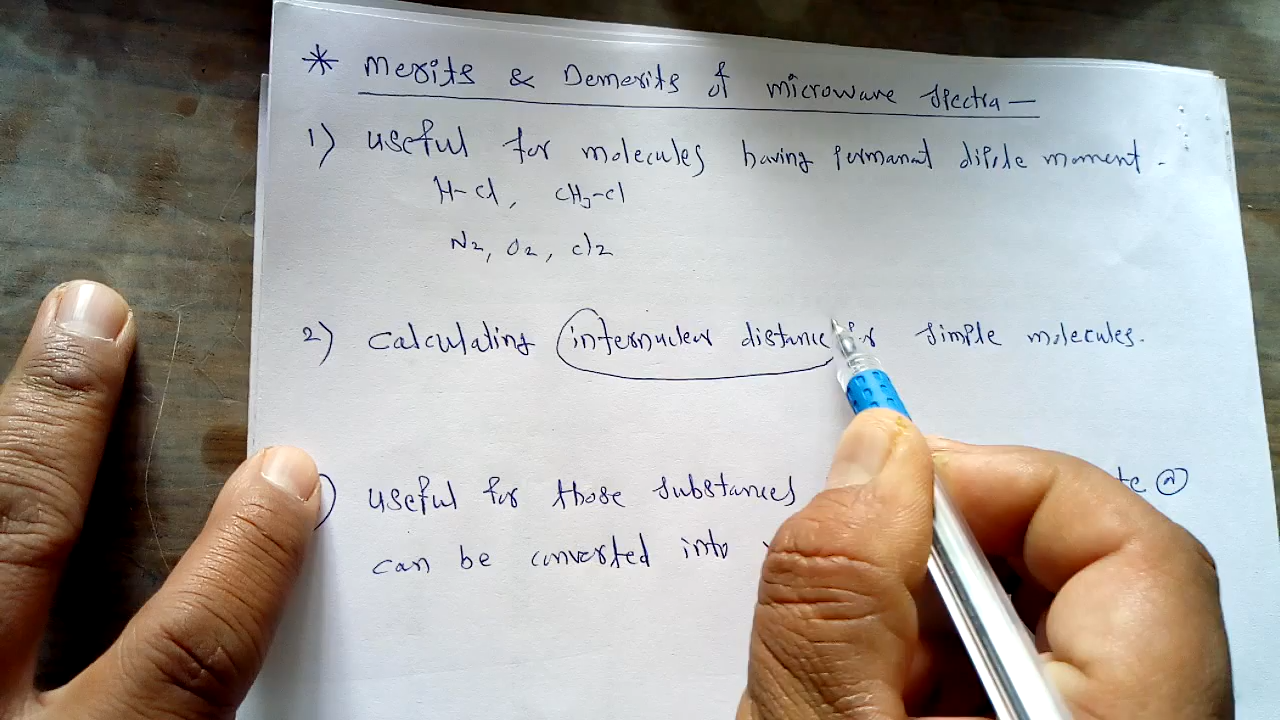 * Merits & Demerits of microwave spectra —
1) useful for molecules having permanant dipole moment -
H-Cl, CH3-Cl
N2, O2, Cl2
2) calculating internuclear distance for simple molecules.
) useful for those substances
can be converted into